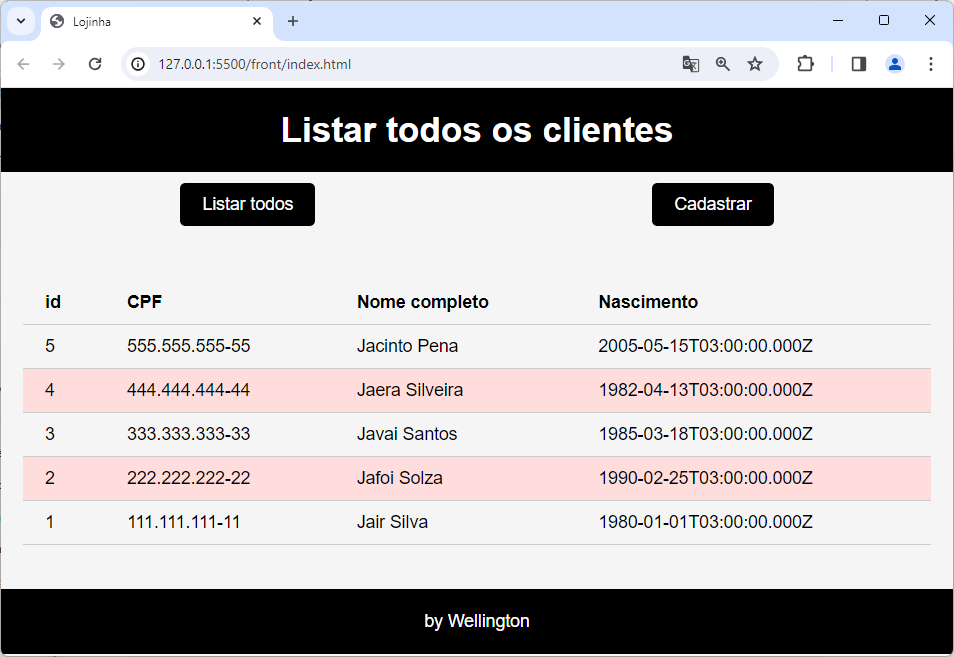 Lojinha
127.0.0.1:5500/front/index.html
Listar todos os clientes
Listar todos Cadastrar
id CPF Nome completo Nascimento
5 555.555.555-55 Jacinto Pena 2005-05-15T03:00:00.000Z
4 444.444.444-44 Jaera Silveira 1982-04-13T03:00:00.000Z
3 333.333.333-33 Javai Santos 1985-03-18T03:00:00.000Z
2 222.222.222-22 Jafoi Solza 1990-02-25T03:00:00.000Z
1 111.111.111-11 Jair Silva 1980-01-01T03:00:00.000Z
by Wellington